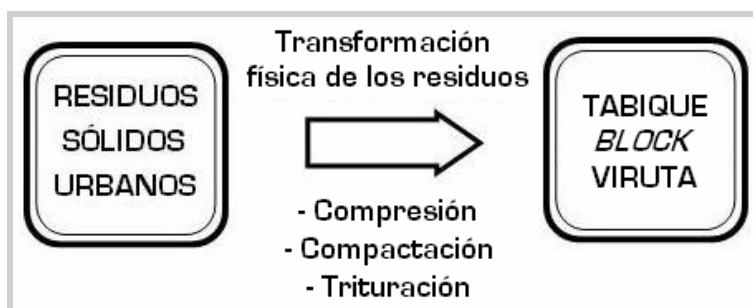 RESIDUOS
SÓLIDOS
URBANOS
Transformación
física de los residuos
- Compresión
- Compactación
- Trituración
TABIQUE
BLOCK
VIRUTA